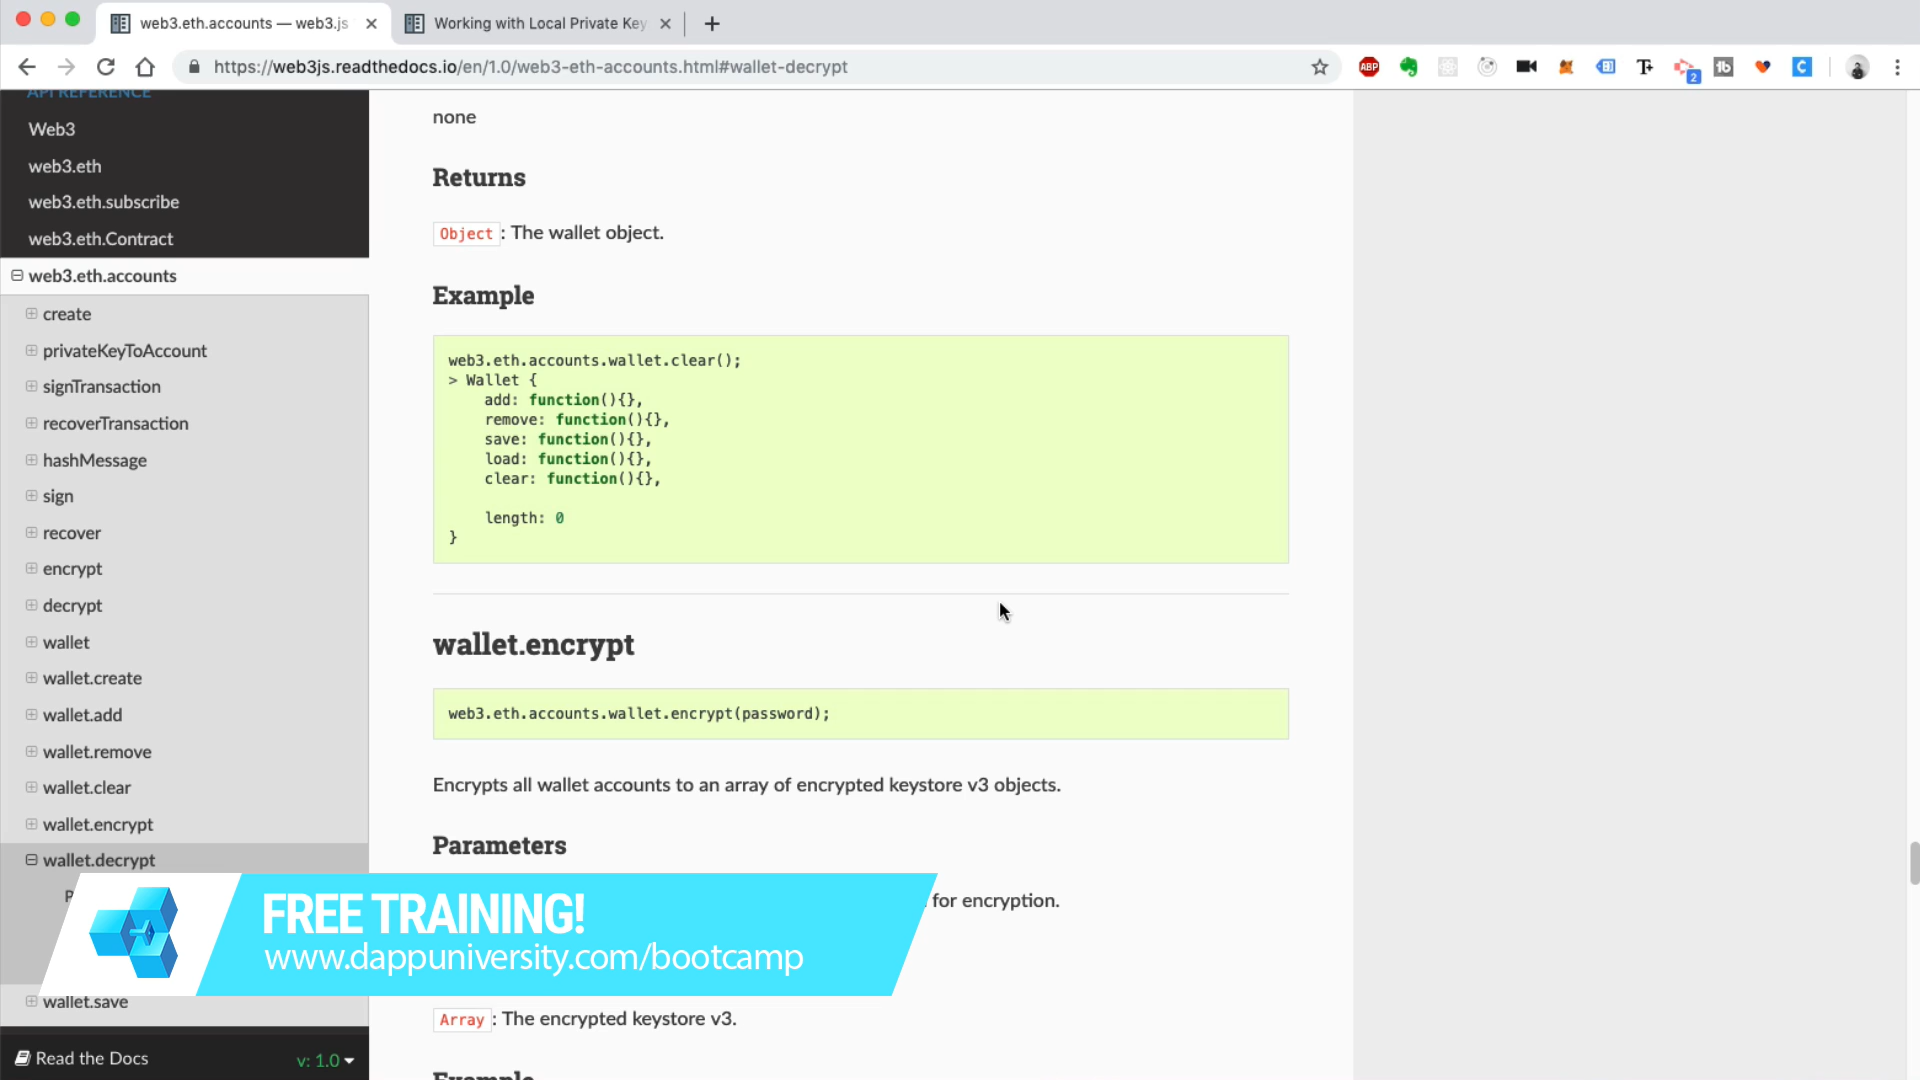 web3.eth.accounts — web3.js
Working with Local Private Key
https://web3js.readthedocs.io/en/1.0/web3-eth-accounts.html#wallet-decrypt
ABP
2
C
API REFERENCE
Web3
web3.eth
web3.eth.subscribe
web3.eth.Contract
web3.eth.accounts
create
privateKeyToAccount
signTransaction
recoverTransaction
hashMessage
sign
recover
encrypt
decrypt
wallet
wallet.create
wallet.add
wallet.remove
wallet.clear
wallet.encrypt
wallet.decrypt
wallet.save
Read the Docs
v: 1.0
none
Returns
Object: The wallet object.
Example
web3.eth.accounts.wallet.clear();
> Wallet {
add: function(){},
remove: function(){},
save: function(){},
load: function(){},
clear: function(){},
length: 0
}
wallet.encrypt
web3.eth.accounts.wallet.encrypt(password);
Encrypts all wallet accounts to an array of encrypted keystore v3 objects.
Parameters
for encryption.
Array: The encrypted keystore v3.
Example
FREE TRAINING!
www.dappuniversity.com/bootcamp